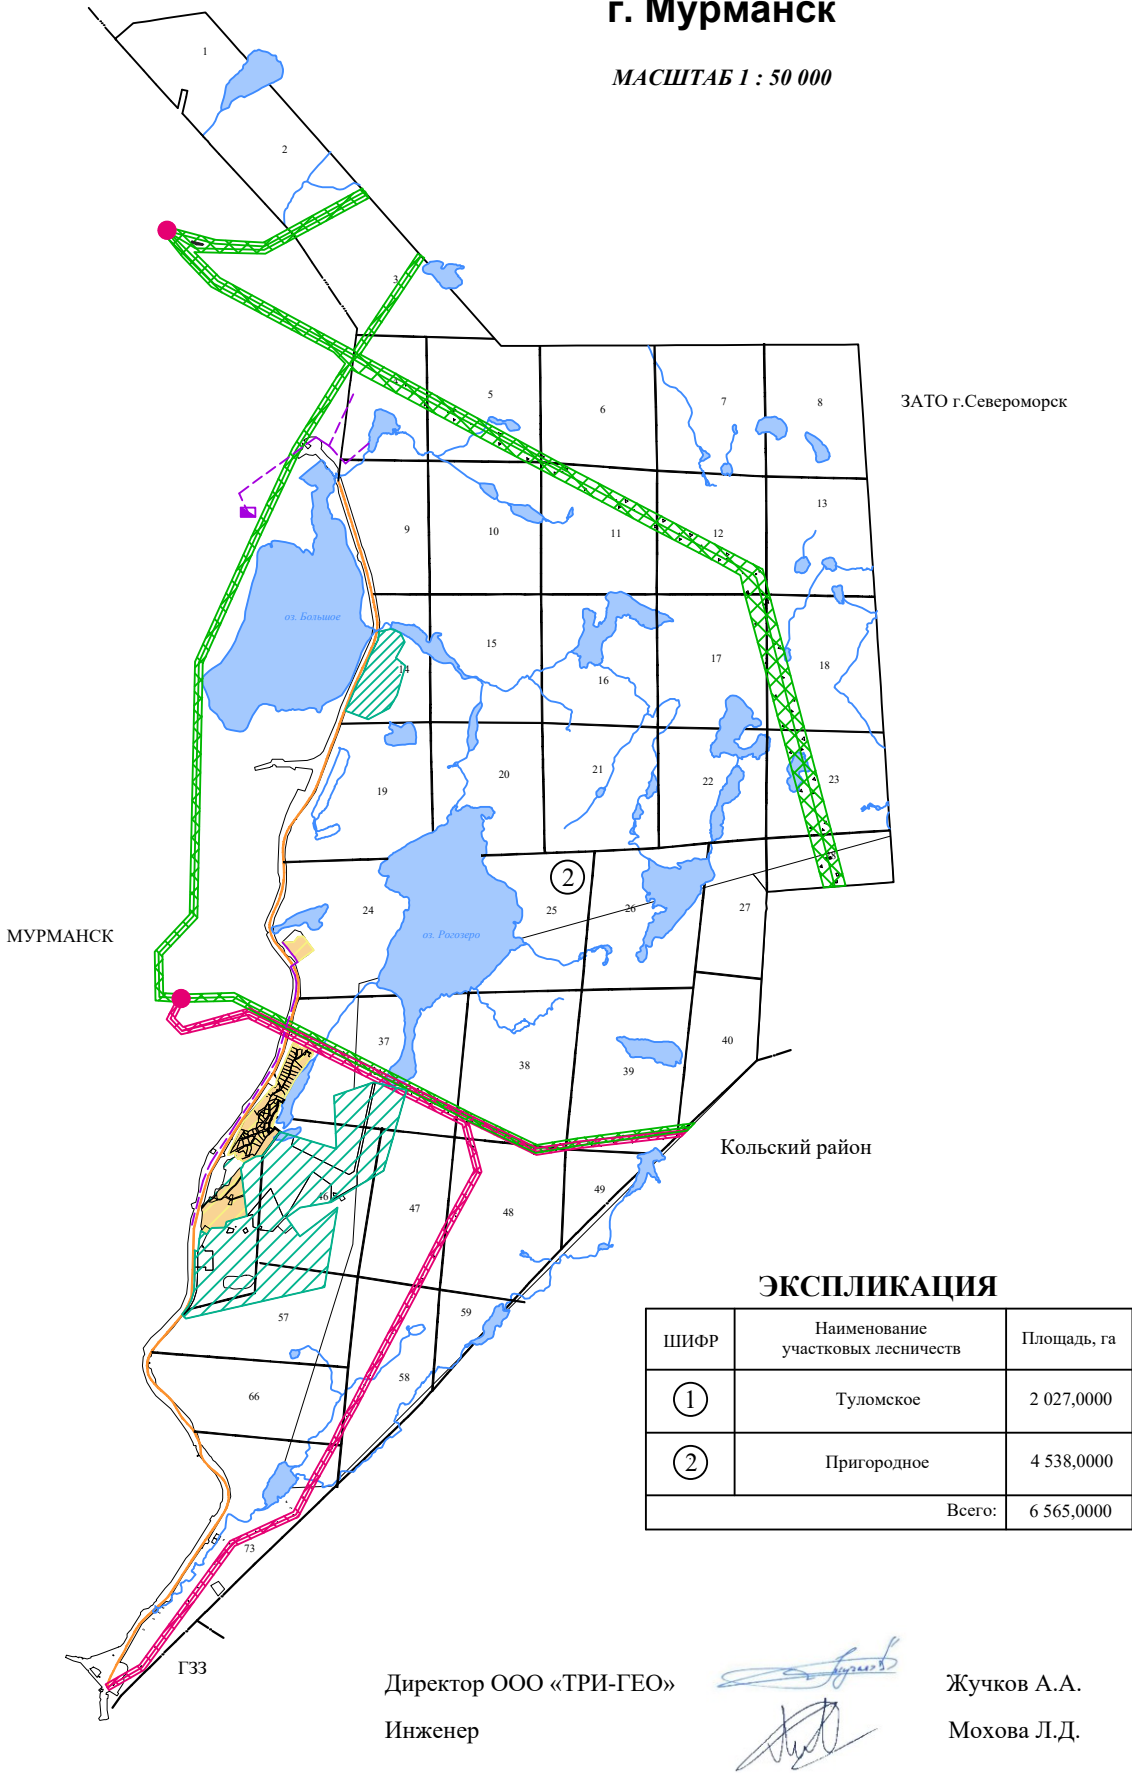 г. Мурманск
МАСШТАБ 1 : 50 000
1
2
3
ЗАТО г.Североморск
5
6
7
8
9
10
11
12
13
оз. Большое
14
15
16
17
18
19
20
21
22
23
2
24
25
26
27
МУРМАНСК
оз. Рогозеро
37
38
39
40
Кольский район
46
47
48
49
57
58
59
66
73
ГЗЗ
ЭКСПЛИКАЦИЯ
ШИФР
Наименование
участковых лесничеств
Площадь, га
1 Туломское 2 027,0000
2 Пригородное 4 538,0000
Всего: 6 565,0000
Директор ООО «ТРИ-ГЕО» Жучков А.А.
Инженер Мохова Л.Д.